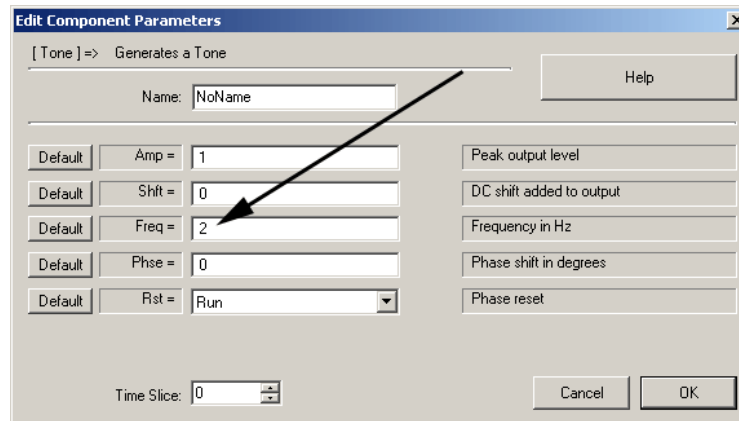 Edit Component Parameters
[ Tone ] => Generates a Tone
Help
Name: NoName
Default Amp = 1 Peak output level
Default Shft = 0 DC shift added to output
Default Freq = 2 Frequency in Hz
Default Phse = 0 Phase shift in degrees
Default Rst = Run Phase reset
Time Slice: 0 Cancel OK